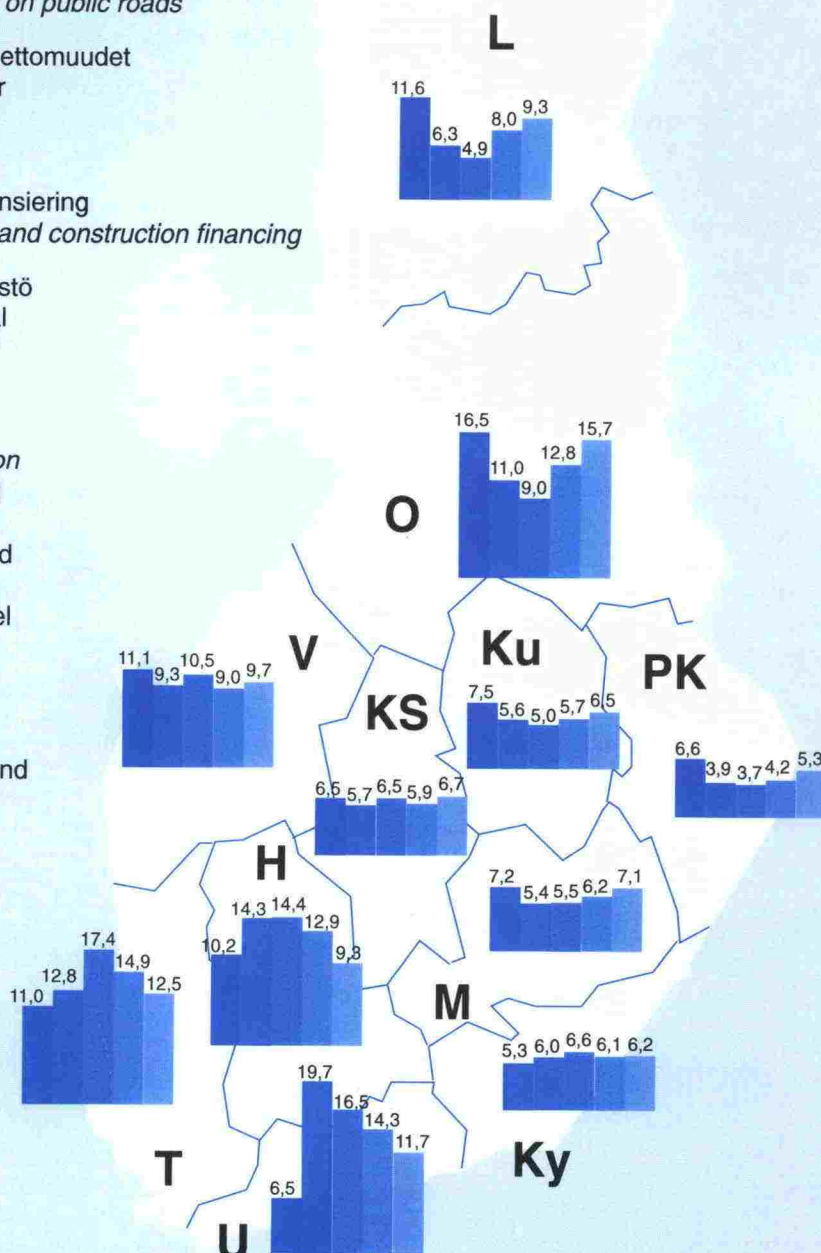 on public roads
ettomuudet
r
nsiering
and construction financing
stö
l
on
d
el
nd
L
11,6
6,3
4,9
8,0
9,3
O
16,5
11,0
9,0
12,8
15,7
V
11,1
9,3
10,5
9,0
9,7
KS
6,5
5,7
6,5
5,9
6,7
Ku
7,5
5,6
5,0
5,7
6,5
PK
6,6
3,9
3,7
4,2
5,3
H
10,2
14,3
14,4
12,9
9,3
7,2
5,4
5,5
6,2
7,1
M
11,0
12,8
17,4
14,9
12,5
T
5,3
6,0
6,6
6,1
6,2
Ky
6,5
19,7
16,5
14,3
11,7
U